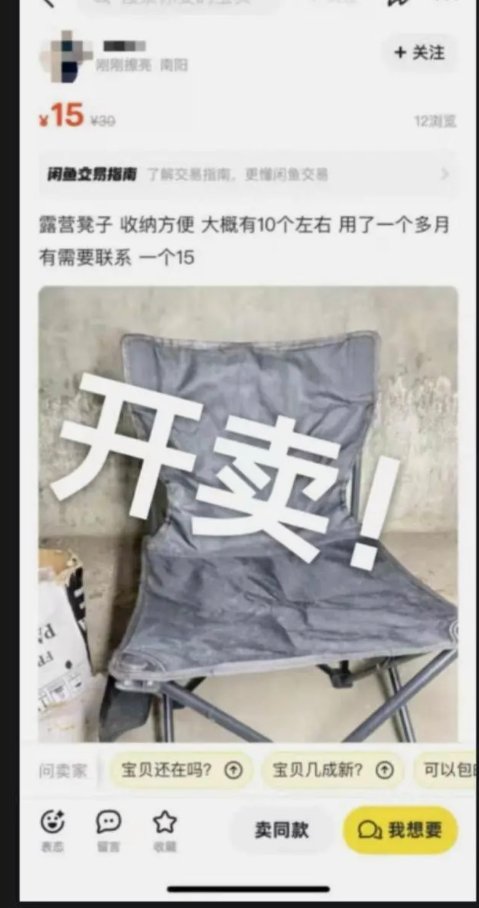 + 关注
刚刚擦亮 南阳
¥15 ¥30
12浏览
闲鱼交易指南 了解交易指南,更懂闲鱼交易
露营凳子 收纳方便 大概有10个左右 用了一个多月
有需要联系 一个15
开卖!
问卖家 宝贝还在吗? 宝贝几成新? 可以包
表态 留言 收藏 卖同款 我想要